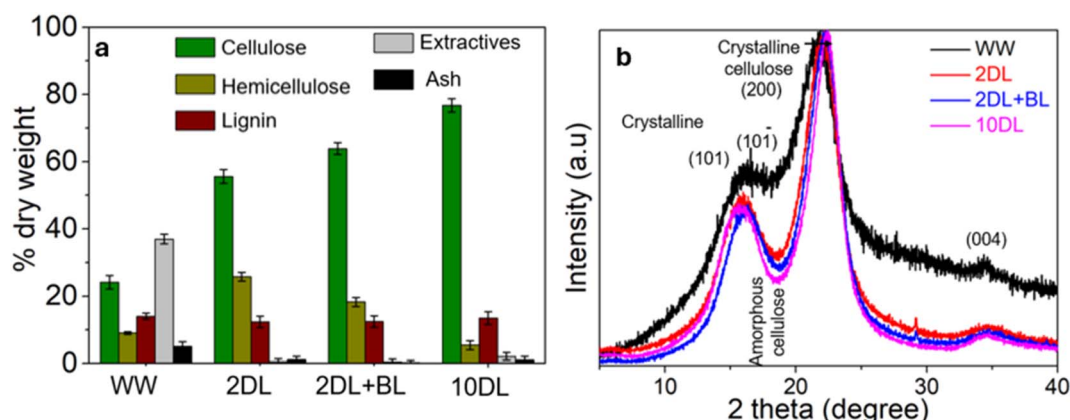 a
100
80
60
40
20
0
% dry weight
Cellulose
Hemicellulose
Lignin
Extractives
Ash
WW 2DL 2DL+BL 10DL
b
Crystalline
cellulose
(200)
Crystalline
(101)
(101̄)
Amorphous
cellulose
(004)
WW
2DL
2DL+BL
10DL
Intensity (a.u)
10 20 30 40
2 theta (degree)